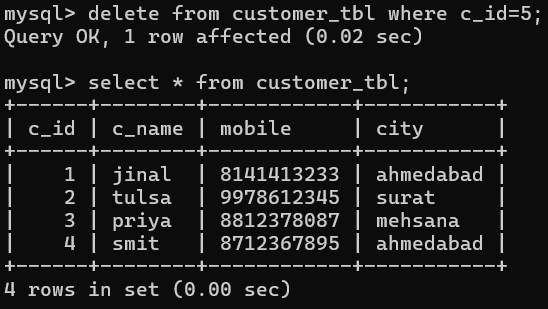 mysql> delete from customer_tbl where c_id=5;
Query OK, 1 row affected (0.02 sec)

mysql> select * from customer_tbl;
+------+--------+------------+-----------+
| c_id | c_name | mobile     | city      |
+------+--------+------------+-----------+
|    1 | jinal  | 8141413233 | ahmedabad |
|    2 | tulsa  | 9978612345 | surat     |
|    3 | priya  | 8812378087 | mehsana   |
|    4 | smit   | 8712367895 | ahmedabad |
+------+--------+------------+-----------+
4 rows in set (0.00 sec)